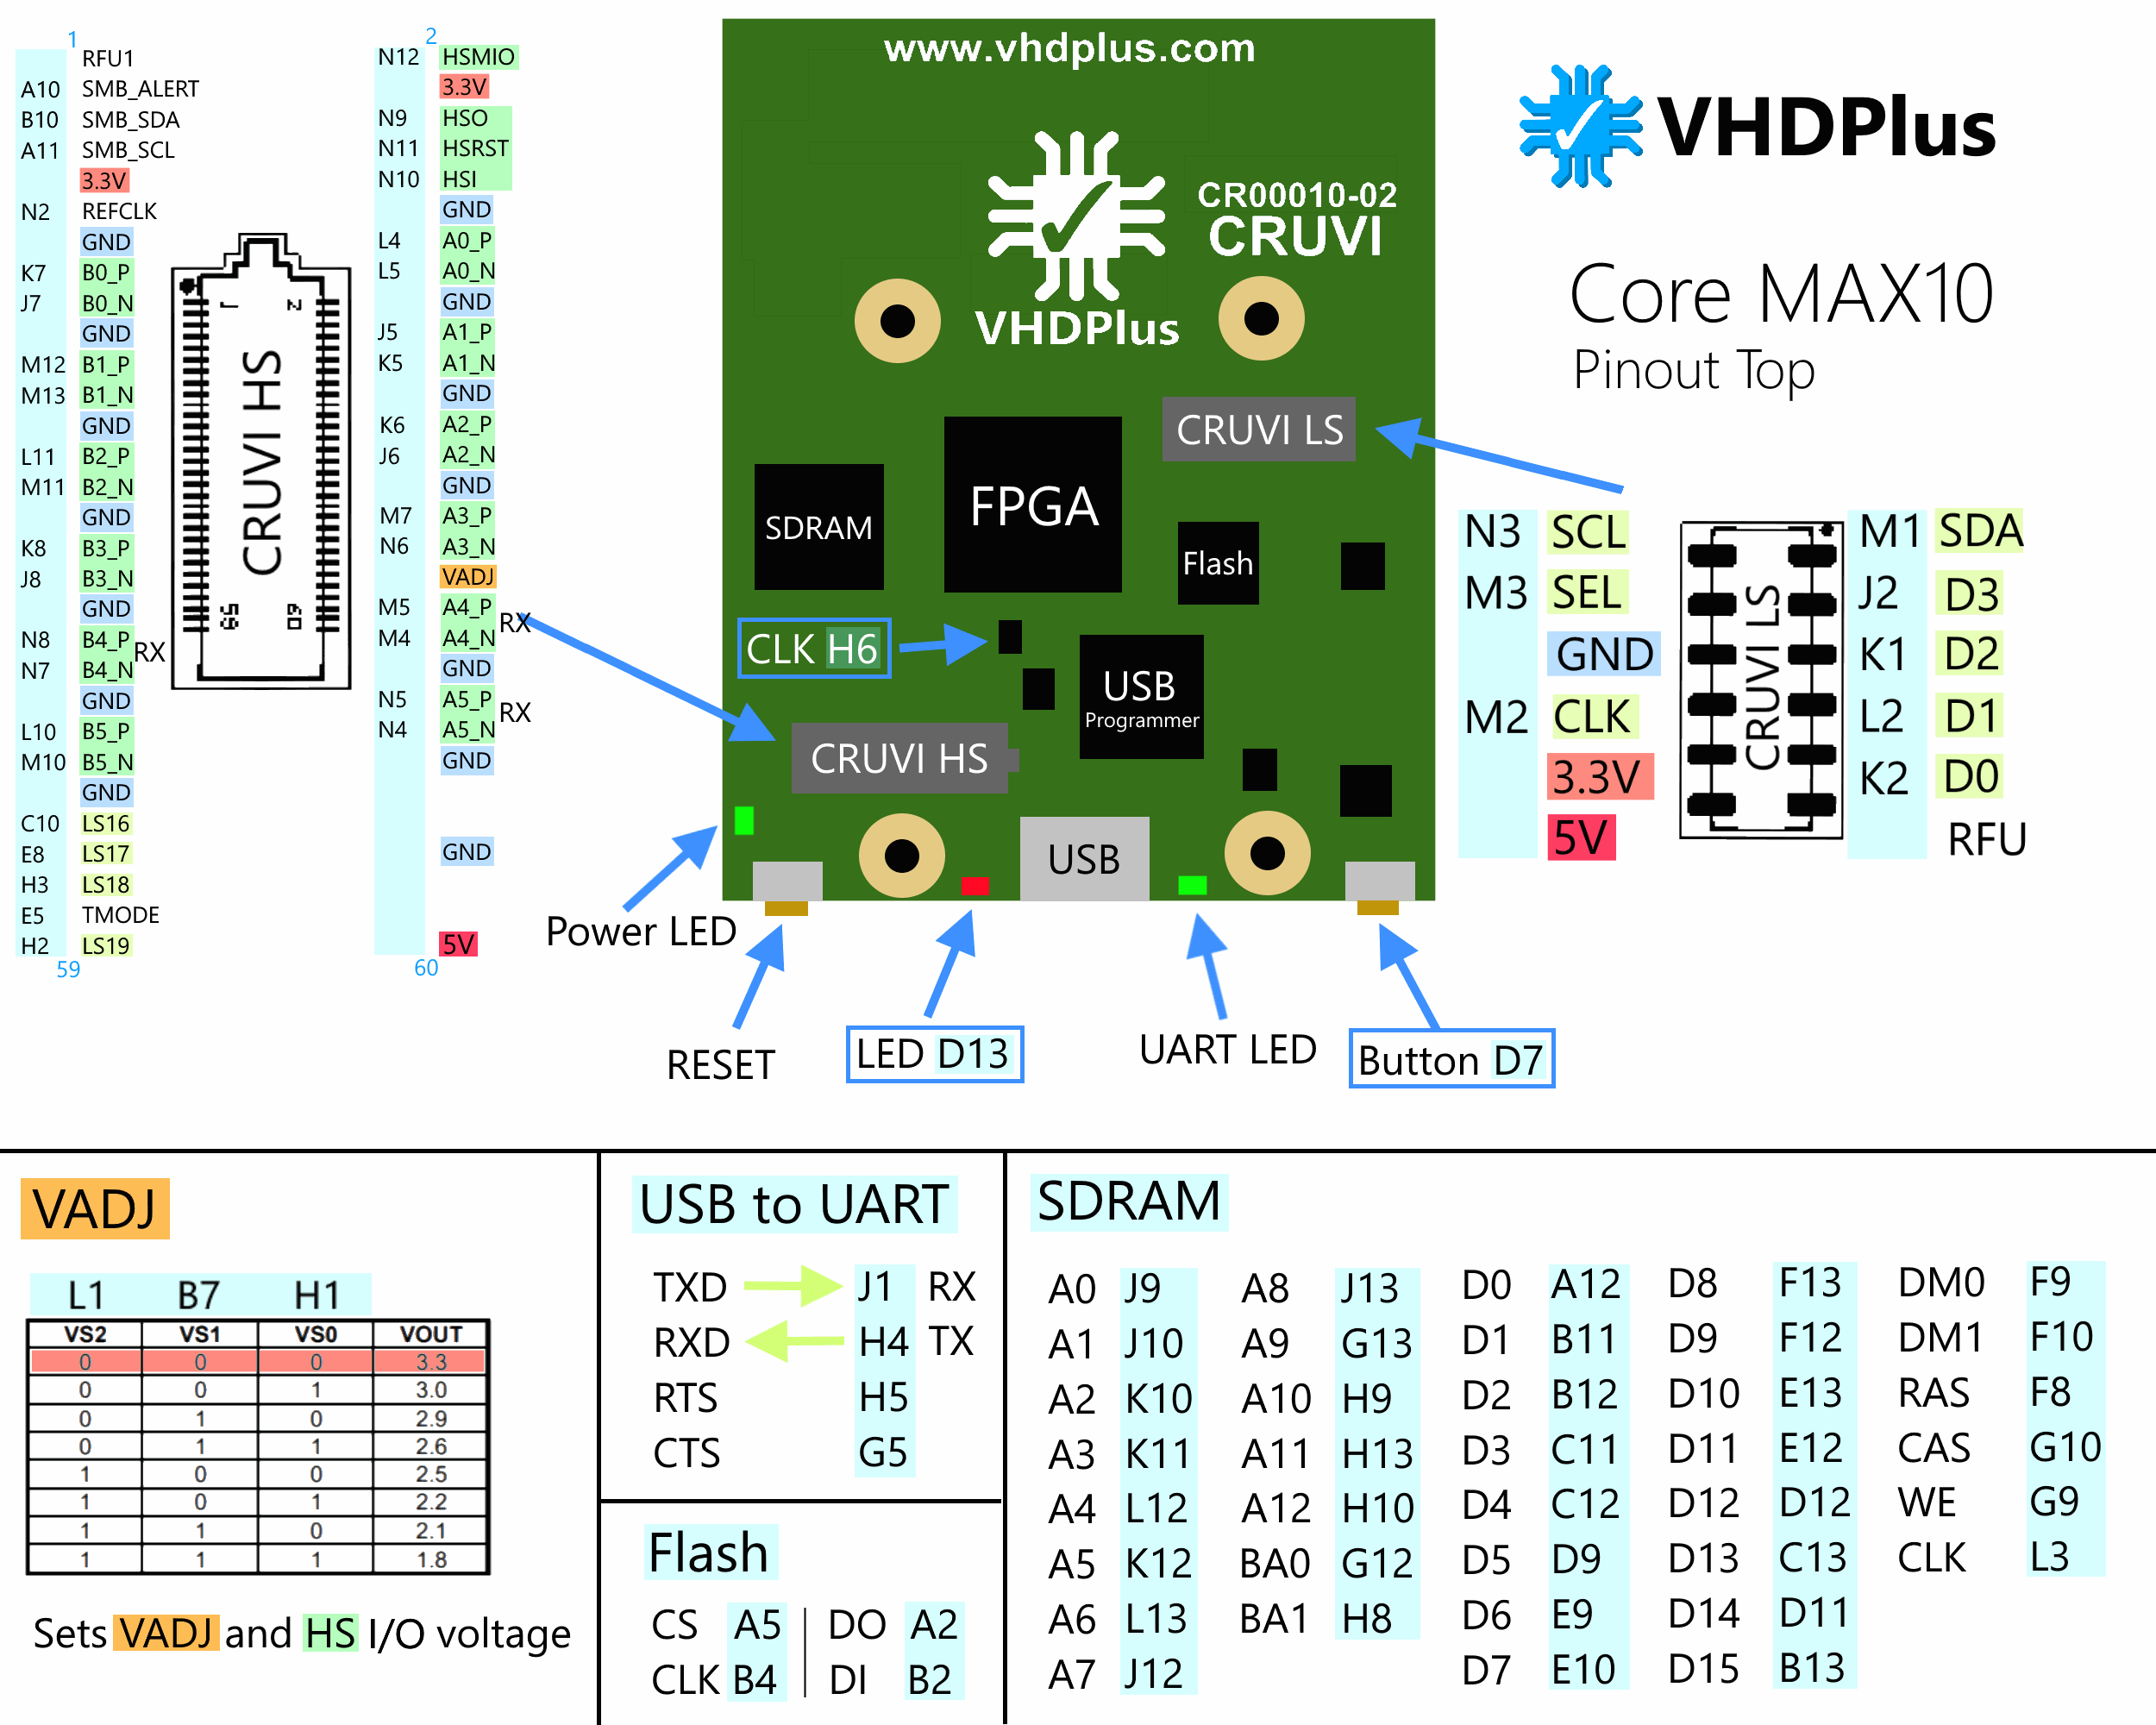 1
RFU1
A10 SMB_ALERT
B10 SMB_SDA
A11 SMB_SCL
3.3V
N2 REFCLK
GND
K7 B0_P
J7 B0_N
GND
M12 B1_P
M13 B1_N
GND
L11 B2_P
M11 B2_N
GND
K8 B3_P
J8 B3_N
GND
N8 B4_P
RX
N7 B4_N
GND
L10 B5_P
M10 B5_N
GND
C10 LS16
E8 LS17
H3 LS18
E5 TMODE
H2 LS19
59
1 2
CRUVI HS
59 60
2
N12 HSMIO
3.3V
N9 HSO
N11 HSRST
N10 HSI
GND
L4 A0_P
L5 A0_N
GND
J5 A1_P
K5 A1_N
GND
K6 A2_P
J6 A2_N
GND
M7 A3_P
N6 A3_N
VADJ
M5 A4_P
RX
M4 A4_N
GND
N5 A5_P
RX
N4 A5_N
GND
GND
5V
60
www.vhdplus.com
CR00010-02
CRUVI
VHDPlus
CRUVI LS
FPGA
SDRAM
Flash
CLK H6
USB
Programmer
CRUVI HS
USB
Power LED
RESET
LED D13
UART LED
Button D7
VHDPlus
Core MAX10
Pinout Top
N3 SCL
M3 SEL
GND
M2 CLK
3.3V
5V
CRUVI LS
M1 SDA
J2 D3
K1 D2
L2 D1
K2 D0
RFU
VADJ
L1 B7 H1
VS2 VS1 VS0 VOUT
0 0 0 3.3
0 0 1 3.0
0 1 0 2.9
0 1 1 2.6
1 0 0 2.5
1 0 1 2.2
1 1 0 2.1
1 1 1 1.8
Sets VADJ and HS I/O voltage
USB to UART
TXD J1 RX
RXD H4 TX
RTS H5
CTS G5
Flash
CS A5 DO A2
CLK B4 DI B2
SDRAM
A0 J9 A8 J13 D0 A12 D8 F13 DM0 F9
A1 J10 A9 G13 D1 B11 D9 F12 DM1 F10
A2 K10 A10 H9 D2 B12 D10 E13 RAS F8
A3 K11 A11 H13 D3 C11 D11 E12 CAS G10
A4 L12 A12 H10 D4 C12 D12 D12 WE G9
A5 K12 BA0 G12 D5 D9 D13 C13 CLK L3
A6 L13 BA1 H8 D6 E9 D14 D11
A7 J12 D7 E10 D15 B13